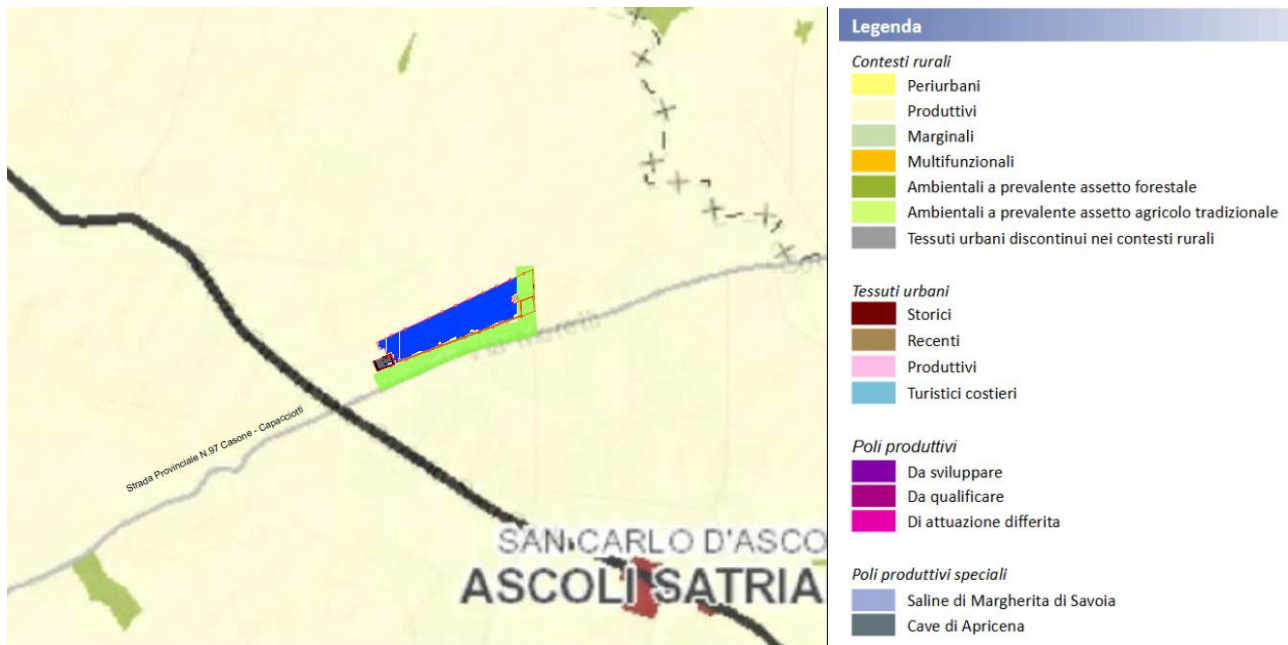 Strada Provinciale N.97 Casone - Capacciotti
SAN CARLO D'ASCO
ASCOLI SATRIA
Legenda
Contesti rurali
Periurbani
Produttivi
Marginali
Multifunzionali
Ambientali a prevalente assetto forestale
Ambientali a prevalente assetto agricolo tradizionale
Tessuti urbani discontinui nei contesti rurali
Tessuti urbani
Storici
Recenti
Produttivi
Turistici costieri
Poli produttivi
Da sviluppare
Da qualificare
Di attuazione differita
Poli produttivi speciali
Saline di Margherita di Savoia
Cave di Apricena